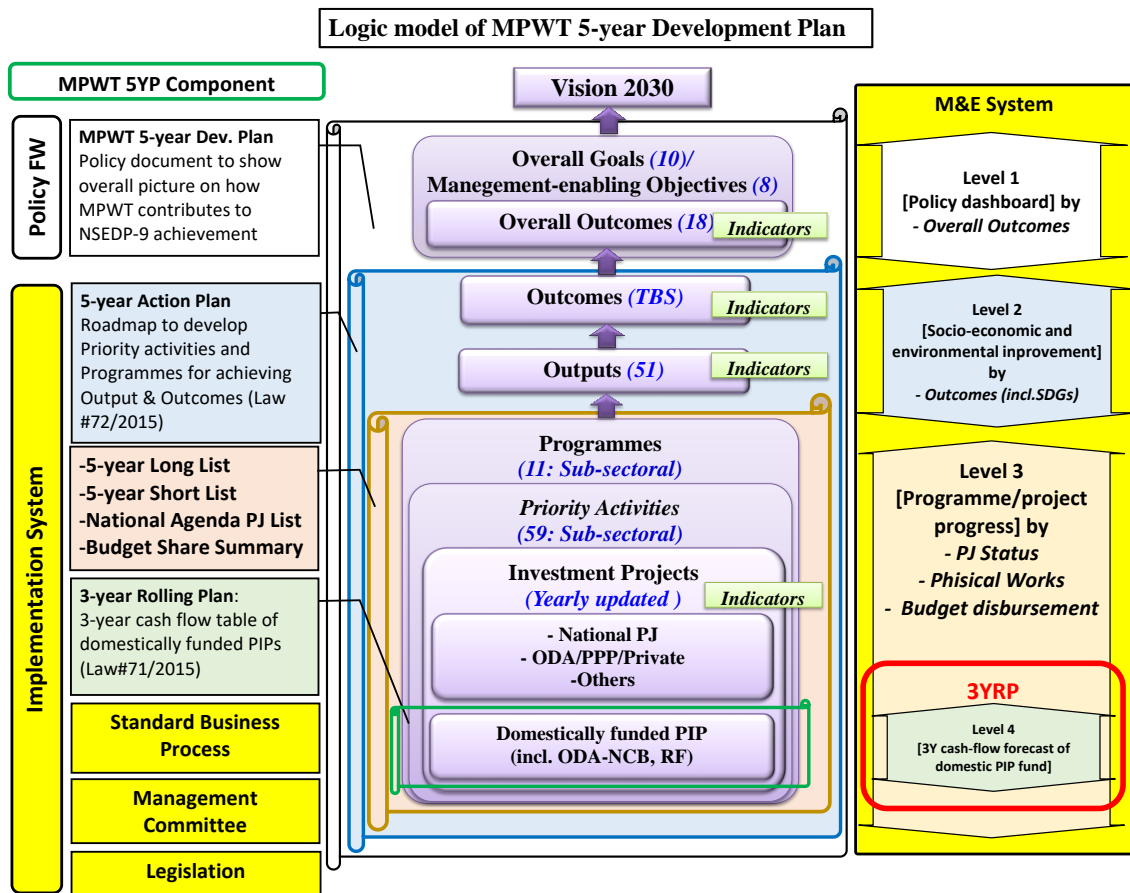 Logic model of MPWT 5-year Development Plan
MPWT 5YP Component
Policy FW
MPWT 5-year Dev. Plan
Policy document to show
overall picture on how
MPWT contributes to
NSEDP-9 achievement
Implementation System
5-year Action Plan
Roadmap to develop
Priority activities and
Programmes for achieving
Output & Outcomes (Law
#72/2015)
-5-year Long List
-5-year Short List
-National Agenda PJ List
-Budget Share Summary
3-year Rolling Plan:
3-year cash flow table of
domestically funded PIPs
(Law#71/2015)
Standard Business
Process
Management
Committee
Legislation
Vision 2030
Overall Goals (10)/
Manegement-enabling Objectives (8)
Overall Outcomes (18)
Indicators
Outcomes (TBS)
Indicators
Outputs (51)
Indicators
Programmes
(11: Sub-sectoral)
Priority Activities
(59: Sub-sectoral)
Investment Projects
(Yearly updated )
Indicators
- National PJ
- ODA/PPP/Private
-Others
Domestically funded PIP
(incl. ODA-NCB, RF)
M&E System
Level 1
[Policy dashboard] by
- Overall Outcomes
Level 2
[Socio-economic and
environmental inprovement]
by
- Outcomes (incl.SDGs)
Level 3
[Programme/project
progress] by
- PJ Status
- Phisical Works
- Budget disbursement
3YRP
Level 4
[3Y cash-flow forecast of
domestic PIP fund]